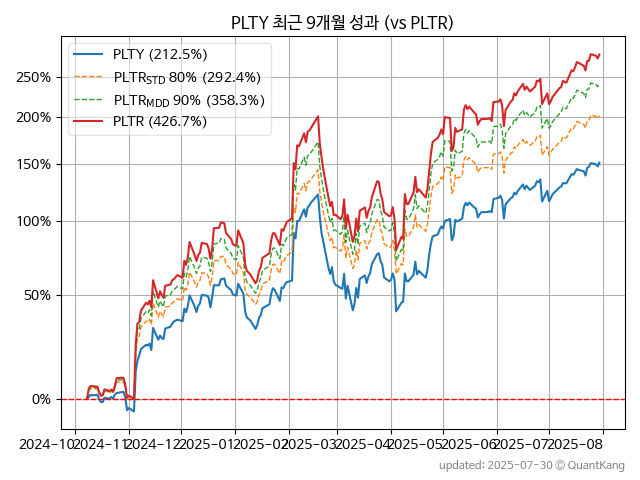 PLTY 최근 9개월 성과 (vs PLTR)
PLTY (212.5%)
PLTR_STD 80% (292.4%)
PLTR_MDD 90% (358.3%)
PLTR (426.7%)
250%
200%
150%
100%
50%
0%
2024-10 2024-11 2024-12 2025-01 2025-02 2025-03 2025-04 2025-05 2025-06 2025-07 2025-08
updated: 2025-07-30 © QuantKang